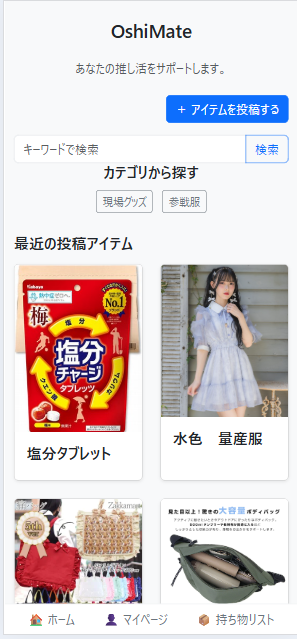 OshiMate
あなたの推し活をサポートします。
＋ アイテムを投稿する
キーワードで検索
検索
カテゴリから探す
現場グッズ
参戦服
最近の投稿アイテム
Kabaya
梅
塩分
No.1
塩分
チャージ
タブレッツ
カリウム
クエン酸
塩分タブレット
水色　量産服
5th
Zakkamart
見た目以上！驚きの大容量ボディバッグ
ホーム
マイページ
持ち物リスト